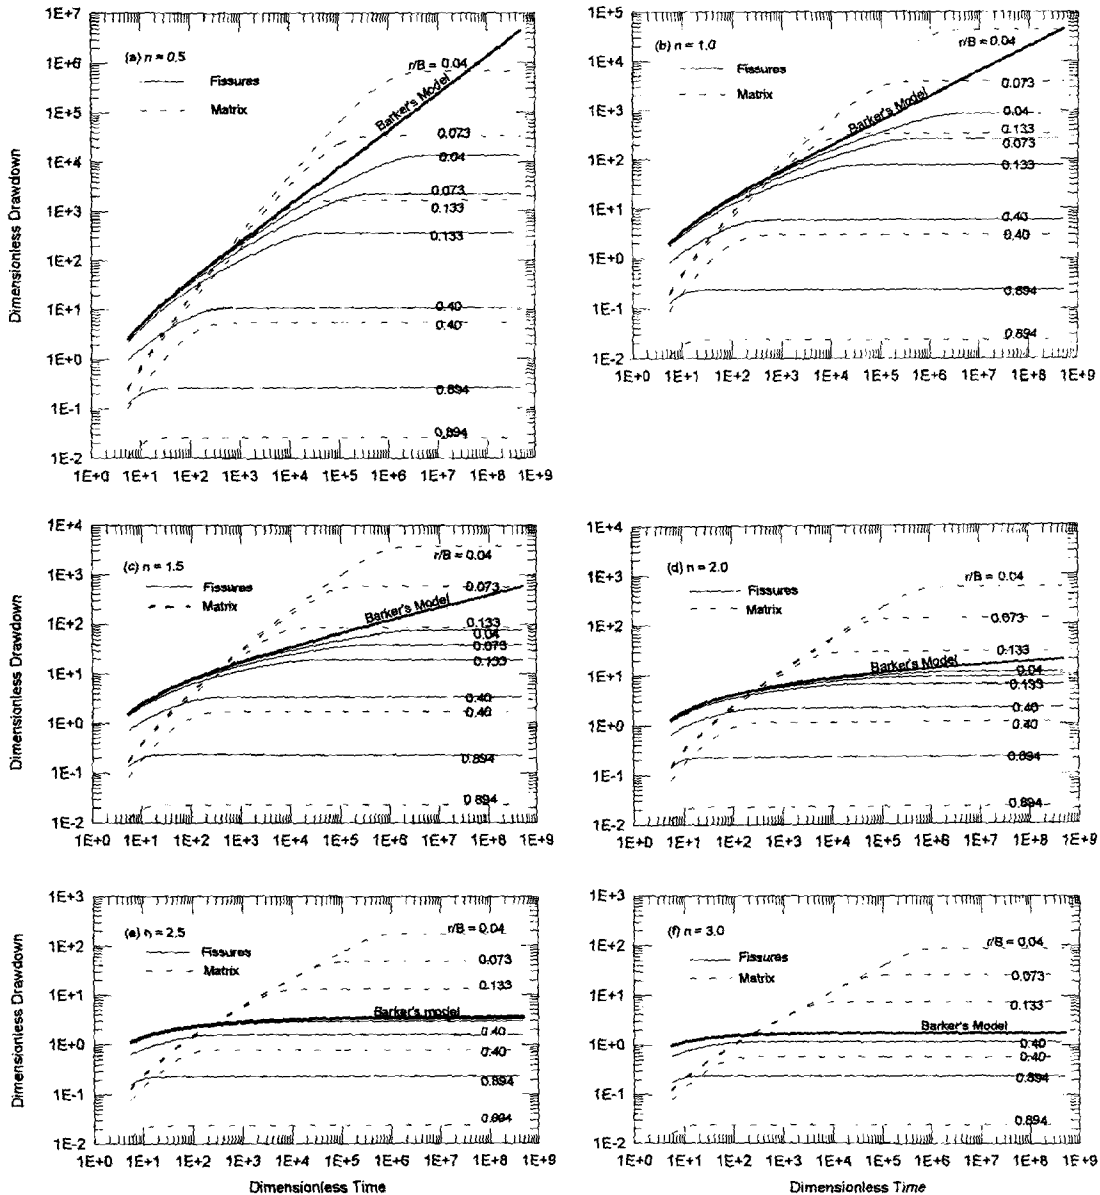 (a) n = 0.5
Fissures
Matrix
r/B = 0.04
Barker's Model
0.073
0.04
0.073
0.133
0.133
0.40
0.40
0.894
0.894
1E+7
1E+6
1E+5
1E+4
1E+3
1E+2
1E+1
1E+0
1E-1
1E-2
Dimensionless Drawdown
1E+0 1E+1 1E+2 1E+3 1E+4 1E+5 1E+6 1E+7 1E+8 1E+9
(b) n = 1.0
Fissures
Matrix
r/B = 0.04
Barker's Model
0.073
0.04
0.133
0.073
0.133
0.40
0.40
0.894
0.894
1E+5
1E+4
1E+3
1E+2
1E+1
1E+0
1E-1
1E-2
1E+0 1E+1 1E+2 1E+3 1E+4 1E+5 1E+6 1E+7 1E+8 1E+9
(c) n = 1.5
Fissures
Matrix
r/B = 0.04
0.073
Barker's Model
0.133
0.04
0.073
0.133
0.40
0.40
0.894
0.894
1E+4
1E+3
1E+2
1E+1
1E+0
1E-1
1E-2
Dimensionless Drawdown
1E+0 1E+1 1E+2 1E+3 1E+4 1E+5 1E+6 1E+7 1E+8 1E+9
(d) n = 2.0
Fissures
Matrix
r/B = 0.04
0.073
0.133
Barker's Model
0.04
0.133
0.40
0.40
0.894
0.894
1E+4
1E+3
1E+2
1E+1
1E+0
1E-1
1E-2
1E+0 1E+1 1E+2 1E+3 1E+4 1E+5 1E+6 1E+7 1E+8 1E+9
(e) n = 2.5
Fissures
Matrix
r/B = 0.04
0.073
0.133
Barker's model
0.40
0.40
0.894
0.894
1E+3
1E+2
1E+1
1E+0
1E-1
1E-2
Dimensionless Drawdown
1E+0 1E+1 1E+2 1E+3 1E+4 1E+5 1E+6 1E+7 1E+8 1E+9
Dimensionless Time
(f) n = 3.0
Fissures
Matrix
r/B = 0.04
0.073
0.133
Barker's Model
0.40
0.40
0.894
0.894
1E+3
1E+2
1E+1
1E+0
1E-1
1E-2
1E+0 1E+1 1E+2 1E+3 1E+4 1E+5 1E+6 1E+7 1E+8 1E+9
Dimensionless Time